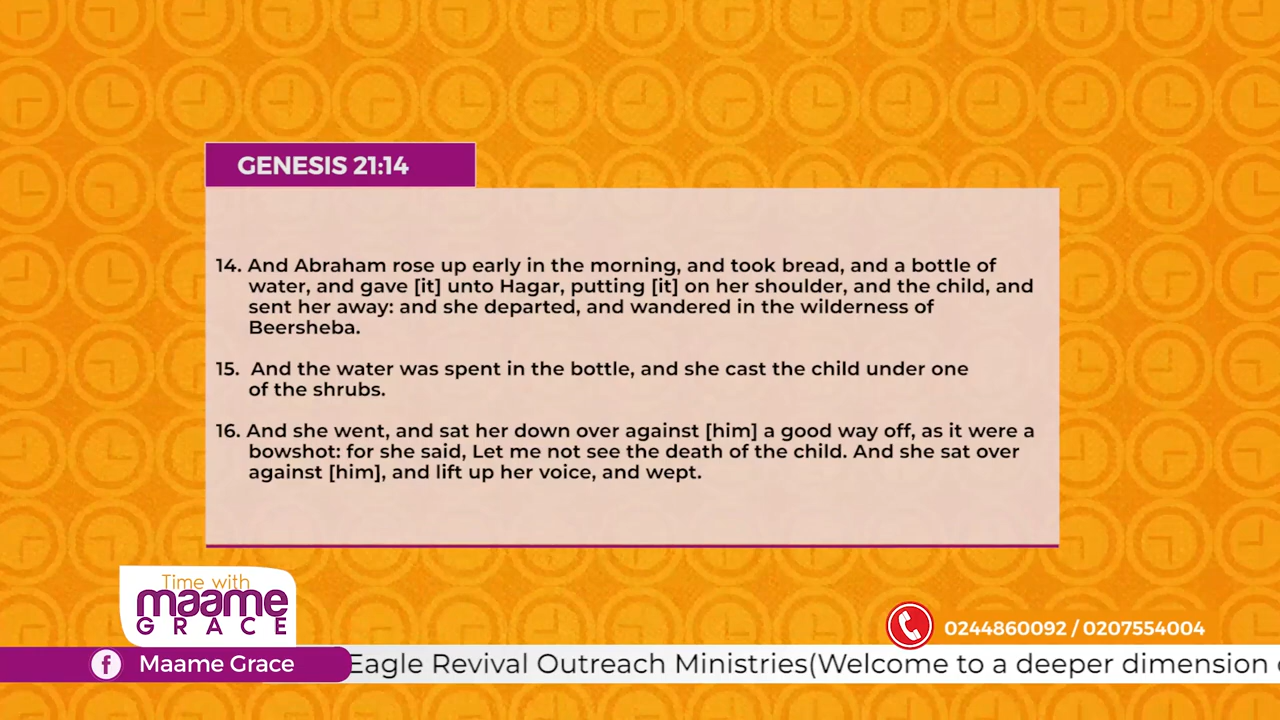 GENESIS 21:14
14. And Abraham rose up early in the morning, and took bread, and a bottle of
water, and gave [it] unto Hagar, putting [it] on her shoulder, and the child, and
sent her away: and she departed, and wandered in the wilderness of
Beersheba.
15. And the water was spent in the bottle, and she cast the child under one
of the shrubs.
16. And she went, and sat her down over against [him] a good way off, as it were a
bowshot: for she said, Let me not see the death of the child. And she sat over
against [him], and lift up her voice, and wept.
Time with
maame
GRACE
0244860092 / 0207554004
Maame Grace
Eagle Revival Outreach Ministries(Welcome to a deeper dimension